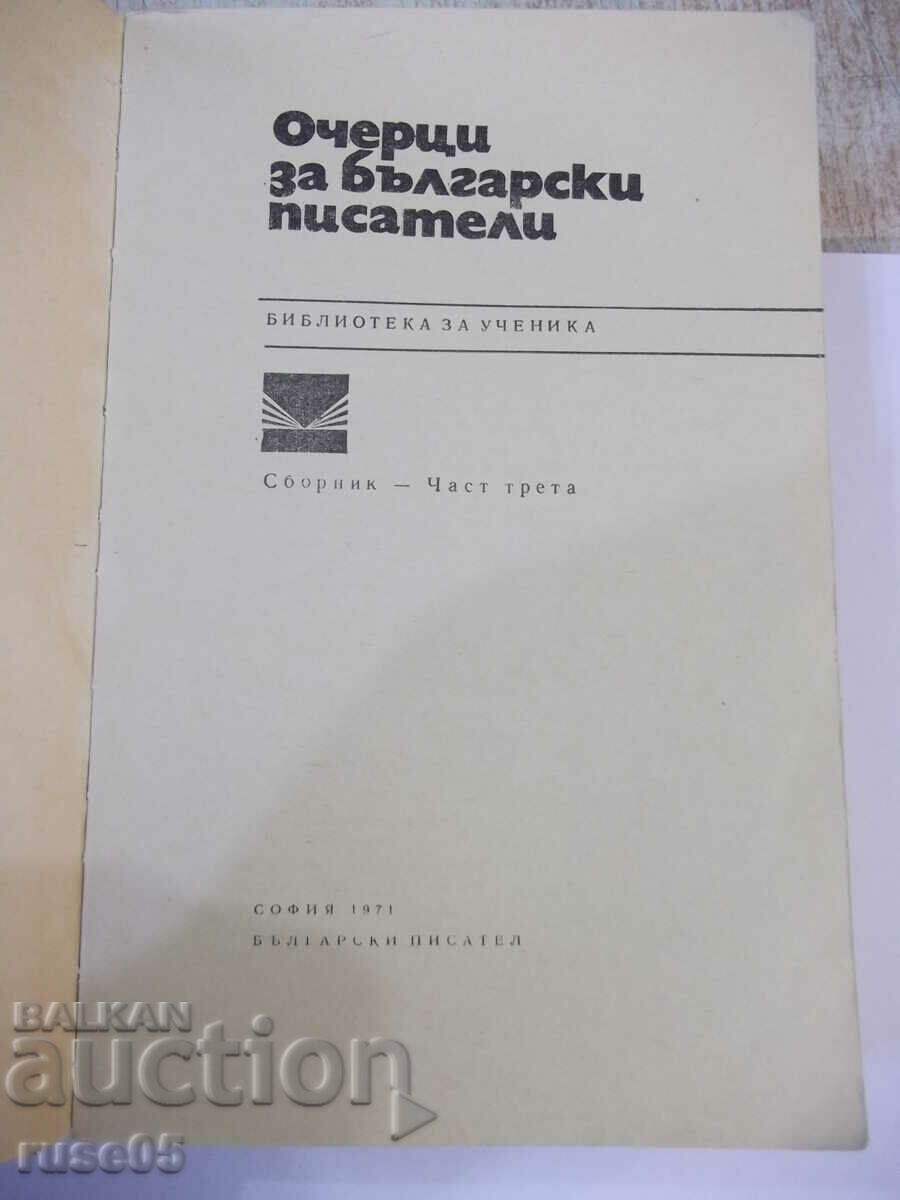 Очерци
за български
писатели
БИБЛИОТЕКА ЗА УЧЕНИКА
Сборник — Част трета
СОФИЯ 1971
БЪЛГАРСКИ ПИСАТЕЛ
BALKAN
auction
ruse05